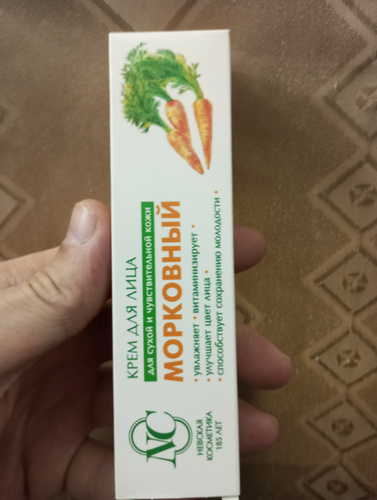 КРЕМ ДЛЯ ЛИЦА
для сухой и чувствительной кожи
МОРКОВНЫЙ
• увлажняет • витаминизирует •
• улучшает цвет лица •
• способствует сохранению молодости •
НС
НЕВСКАЯ
КОСМЕТИКА
185 ЛЕТ